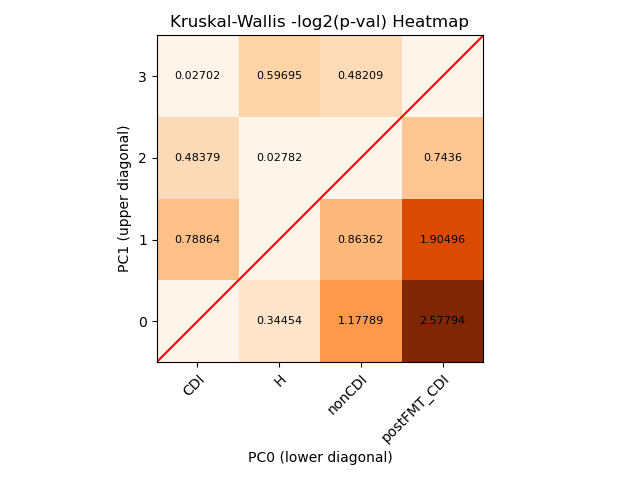 Kruskal-Wallis -log2(p-val) Heatmap
PC1 (upper diagonal)
3
0.02702 0.59695 0.48209
2
0.48379 0.02782 0.7436
1
0.78864 0.86362 1.90496
0
0.34454 1.17789 2.57794
CDI H nonCDI postFMT_CDI
PC0 (lower diagonal)